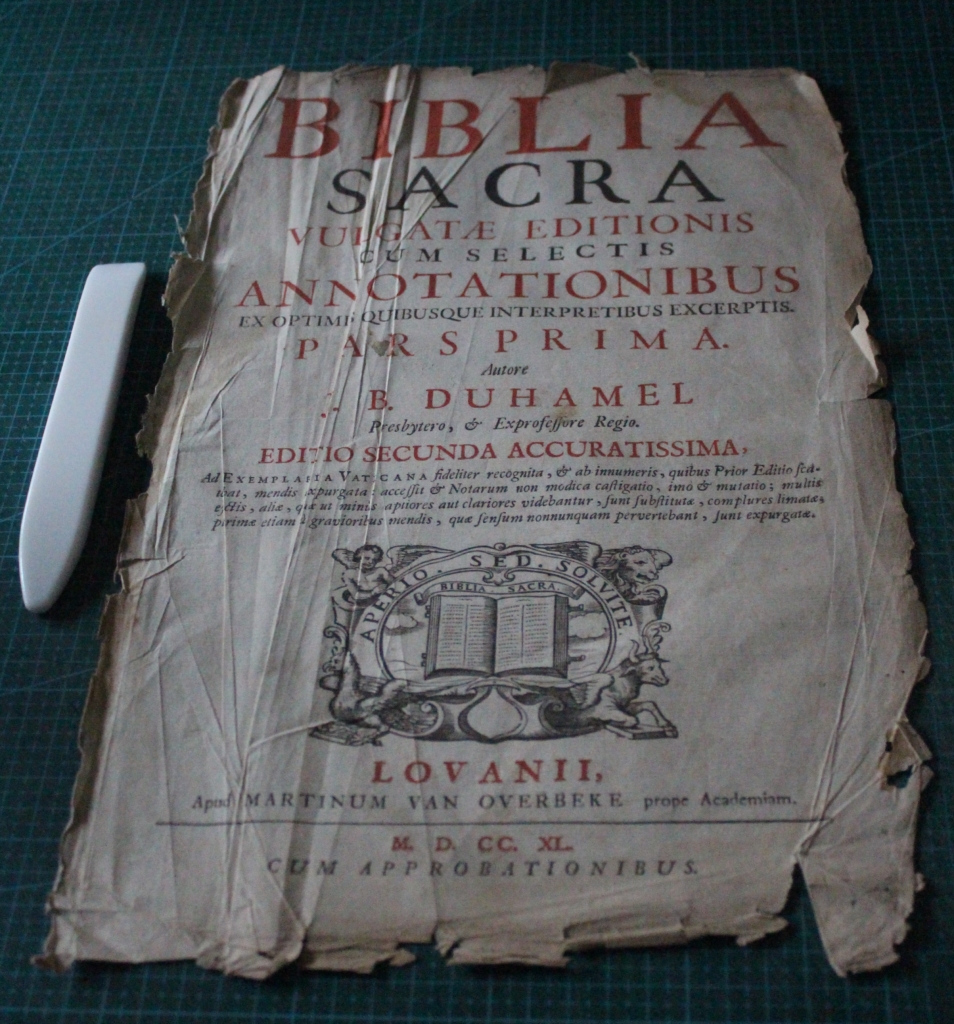 BIBLIA
SACRA
VULGATÆ EDITIONIS
CUM SELECTIS
ANNOTATIONIBUS
EX OPTIMI QUIBUSQUE INTERPRETIBUS EXCERPTIS.
PARS PRIMA.
Autore
B. DUHAMEL
Presbytero, & Exprofeſſore Regio.
EDITIO SECUNDA ACCURATISSIMA,
Ad EXEMPLARIA VATICANA fideliter recognita, & ab innumeris, quibus Prior Editio ſca-
tebat, mendis expurgata: acceſſit & Notarum non modica caſtigatio, imò & mutatio; multis
ejectis, aliæ, quæ ut minùs aptiores aut clariores videbantur, ſunt ſubſtitutæ, complures limatæ,
plurimæ etiam à gravioribus mendis, quæ ſenſum nonnunquam pervertebant, ſunt expurgatæ.
APERIO. SED. SOLVITE.
BIBLIA. SACRA
LOVANII,
Apud MARTINUM VAN OVERBEKE prope Academiam.
M. D. CC. XL.
CUM APPROBATIONIBUS.